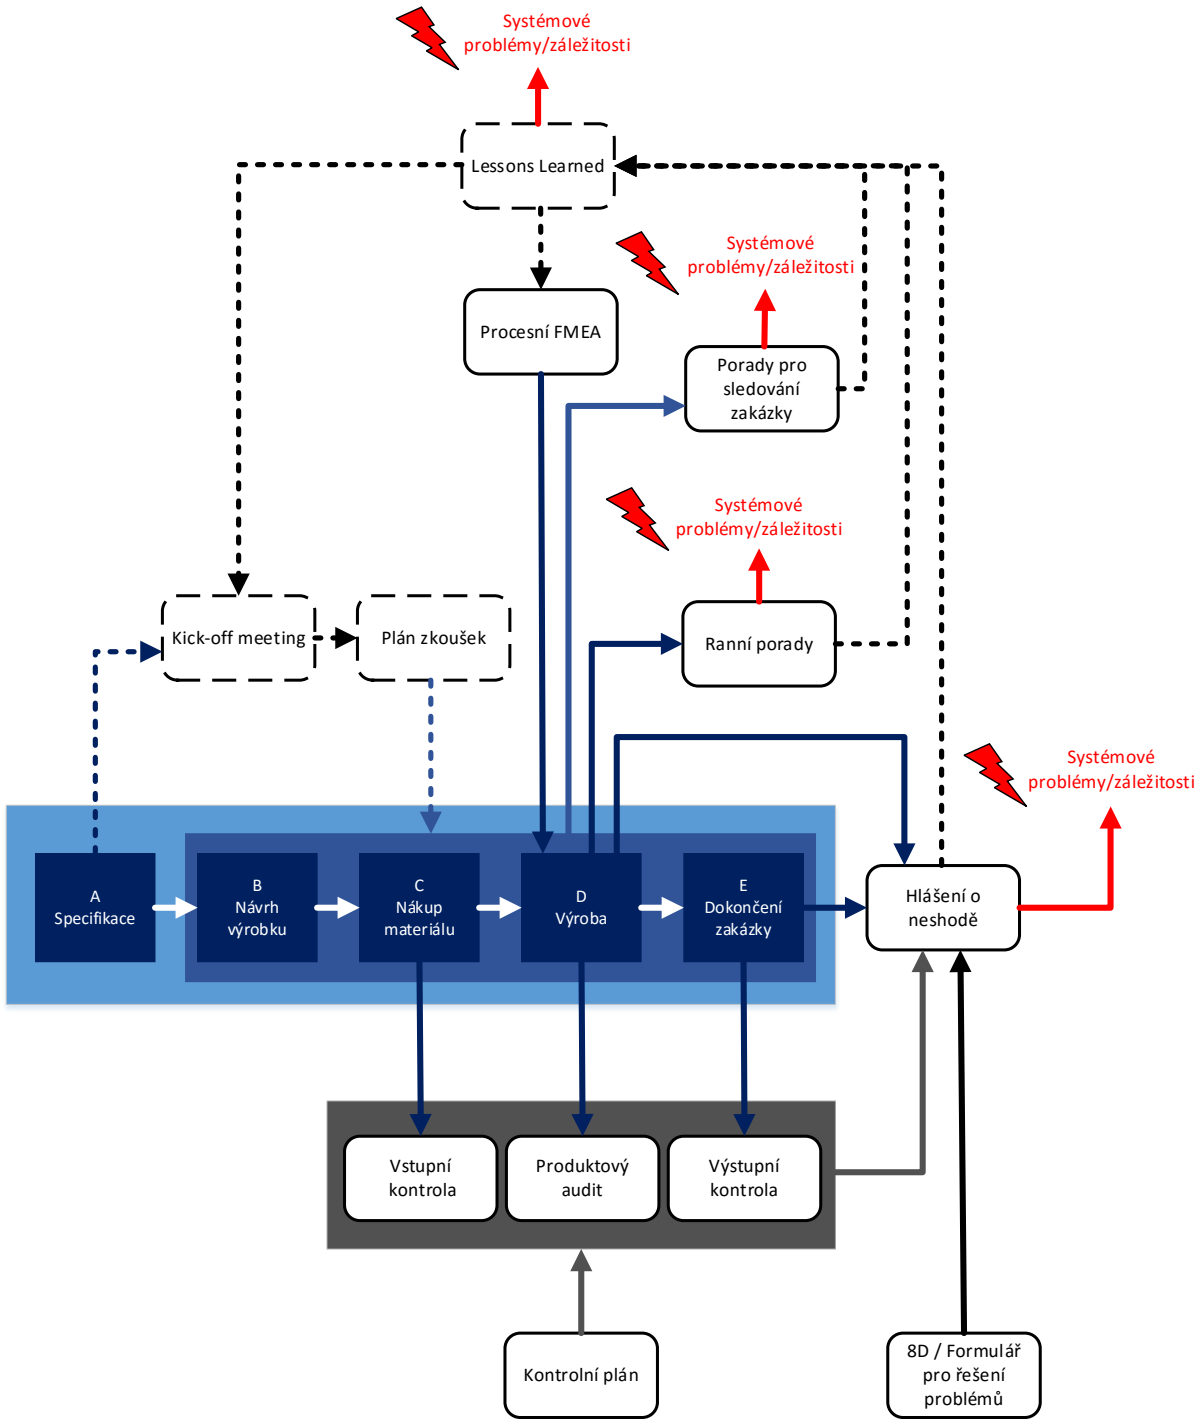 Systémové
problémy/záležitosti
Lessons Learned
Systémové
problémy/záležitosti
Procesní FMEA
Porady pro
sledování
zakázky
Systémové
problémy/záležitosti
Kick-off meeting
Plán zkoušek
Ranní porady
Systémové
problémy/záležitosti
A
Specifikace
B
Návrh
výrobku
C
Nákup
materiálu
D
Výroba
E
Dokončení
zakázky
Hlášení o
neshodě
Vstupní
kontrola
Produktový
audit
Výstupní
kontrola
Kontrolní plán
8D / Formulář
pro řešení
problémů